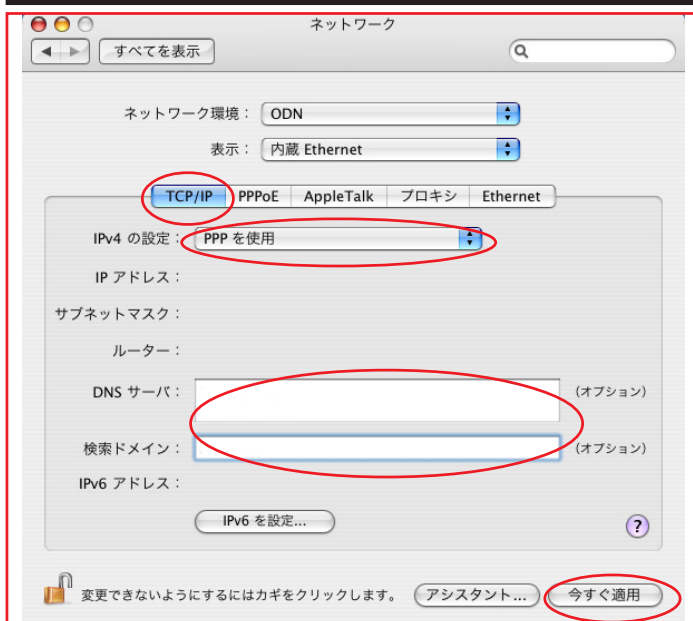 ネットワーク
すべてを表示
ネットワーク環境： ODN
表示： 内蔵 Ethernet
TCP/IP PPPoE AppleTalk プロキシ Ethernet
IPv4 の設定： PPP を使用
IP アドレス：
サブネットマスク：
ルーター：
DNS サーバ： （オプション）
検索ドメイン： （オプション）
IPv6 アドレス：
IPv6 を設定... ?
変更できないようにするにはカギをクリックします。 アシスタント... 今すぐ適用